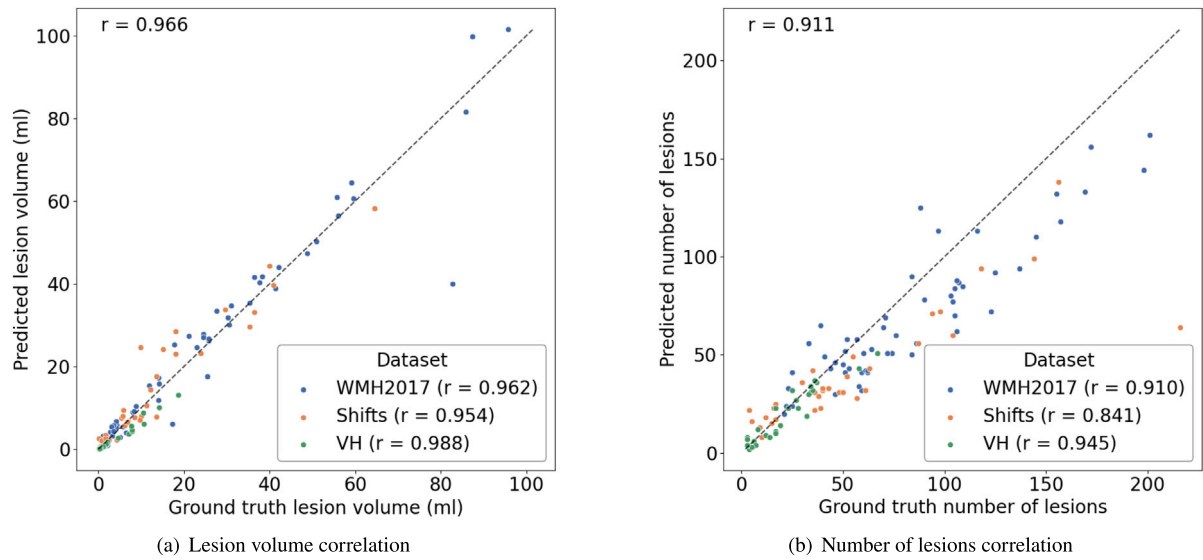 r = 0.966
100
80
60
40
20
0
Predicted lesion volume (ml)
Dataset
WMH2017 (r = 0.962)
Shifts (r = 0.954)
VH (r = 0.988)
0 20 40 60 80 100
Ground truth lesion volume (ml)
(a) Lesion volume correlation
r = 0.911
200
150
100
50
0
Predicted number of lesions
Dataset
WMH2017 (r = 0.910)
Shifts (r = 0.841)
VH (r = 0.945)
0 50 100 150 200
Ground truth number of lesions
(b) Number of lesions correlation